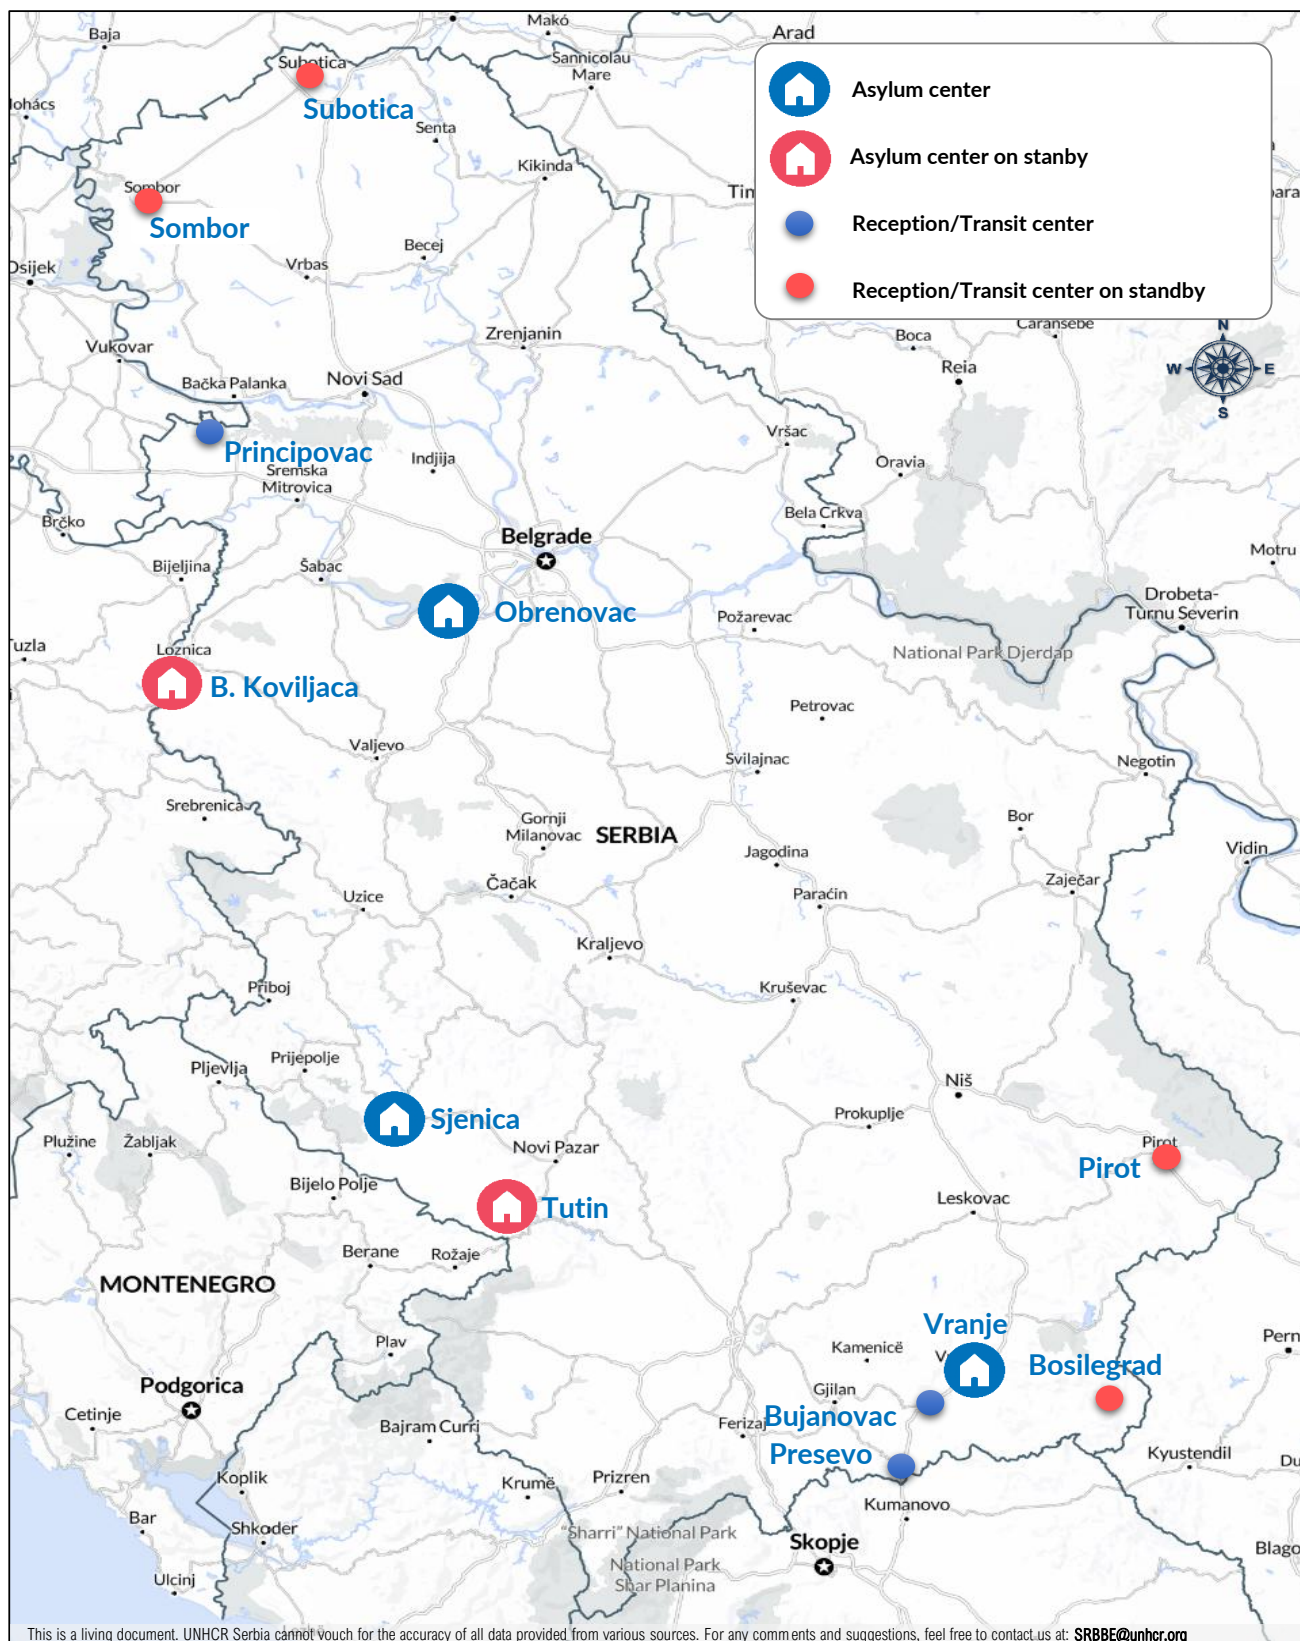 Baja
Makó
Arad
Subotica
Subotica
Sannicolau
Mare
Asylum center
Senta
Asylum center on stanby
Kikinda
Sombor
Sombor
Reception/Transit center
Becej
Vrbas
Osijek
Reception/Transit center on standby
Zrenjanin
Boca
Caransebe
Vukovar
N
W
E
S
Bačka Palanka
Novi Sad
Reia
Principovac
Vršac
Indjija
Oravia
Sremska
Mitrovica
Bela Crkva
Brčko
Belgrade
Motru
Bijeljina
Šabac
Drobeta-
Turnu Severin
Obrenovac
Požarevac
Loznica
National Park Djerdap
B. Koviljaca
Petrovac
Valjevo
Svilajnac
Negotin
Srebrenica
Gornji
Milanovac
SERBIA
Bor
Jagodina
Vidin
Čačak
Uzice
Paraćin
Zaječar
Kraljevo
Priboj
Kruševac
Prijepolje
Pljevlja
Niš
Sjenica
Prokuplje
Plužine
Žabljak
Novi Pazar
Pirot
Pirot
Bijelo Polje
Tutin
Leskovac
Berane
Rožaje
MONTENEGRO
Vranje
Plav
Kamenicë
Bosilegrad
Podgorica
Gjilan
Cetinje
Bujanovac
Bajram Curri
Ferizaj
Presevo
Kyustendil
Koplik
Krumë
Prizren
Kumanovo
Bar
Shkoder
"Sharri" National Park
Skopje
National Park
Shar Planina
Ulcinj
This is a living document. UNHCR Serbia cannot vouch for the accuracy of all data provided from various sources. For any comments and suggestions, feel free to contact us at: SRBBE@unhcr.org